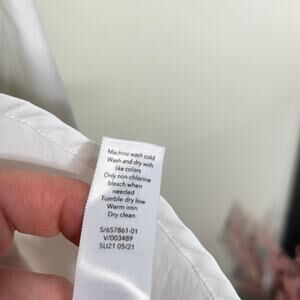 Machine wash cold
Wash and dry with
like colors
Only non-chlorine
bleach when
needed
Tumble dry low
Warm iron
Dry clean
S/657861-01
V/003489
SU21 05/21